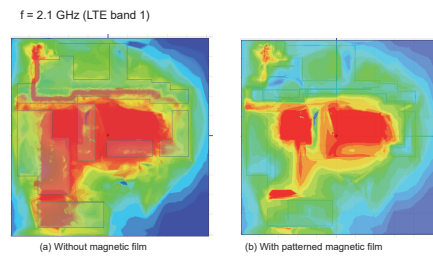 f = 2.1 GHz (LTE band 1)
(a) Without magnetic film
(b) With patterned magnetic film